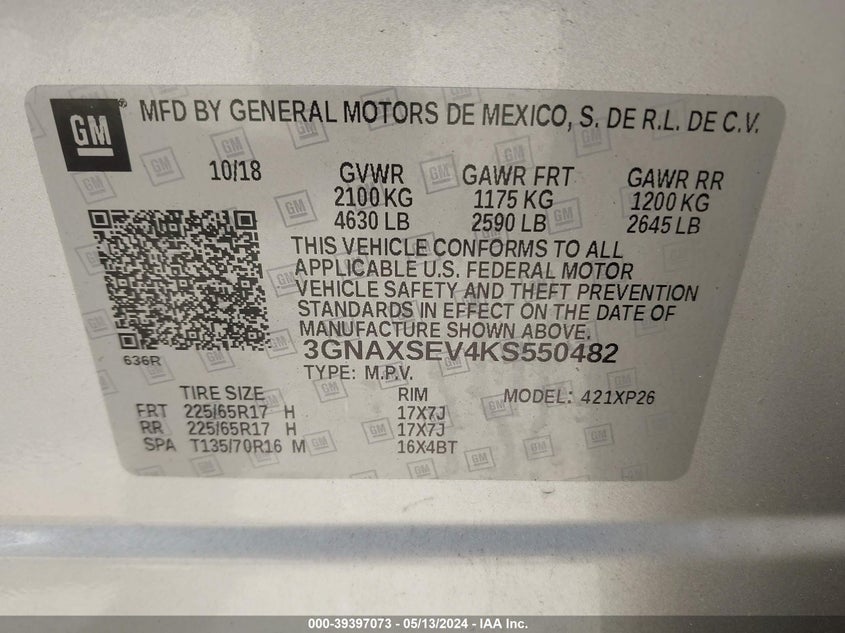 GM ® MFD BY GENERAL MOTORS DE MEXICO, S. DE R.L. DE C.V.
10/18 GVWR GAWR FRT GAWR RR
2100 KG 1175 KG 1200 KG
4630 LB 2590 LB 2645 LB
THIS VEHICLE CONFORMS TO ALL
APPLICABLE U.S. FEDERAL MOTOR
VEHICLE SAFETY AND THEFT PREVENTION
STANDARDS IN EFFECT ON THE DATE OF
MANUFACTURE SHOWN ABOVE.
3GNAXSEV4KS550482
636R
TYPE: M.P.V.
TIRE SIZE RIM MODEL: 421XP26
FRT 225/65R17 H 17X7J
RR 225/65R17 H 17X7J
SPA T135/70R16 M 16X4BT
000-39397073 - 05/13/2024 - IAA Inc.